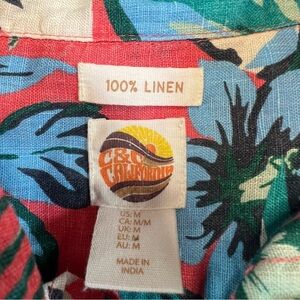 100% LINEN
C&C
CALIFORNIA
US: M
CA: M/M
UK: M
EU: M
AU: M
MADE IN
INDIA